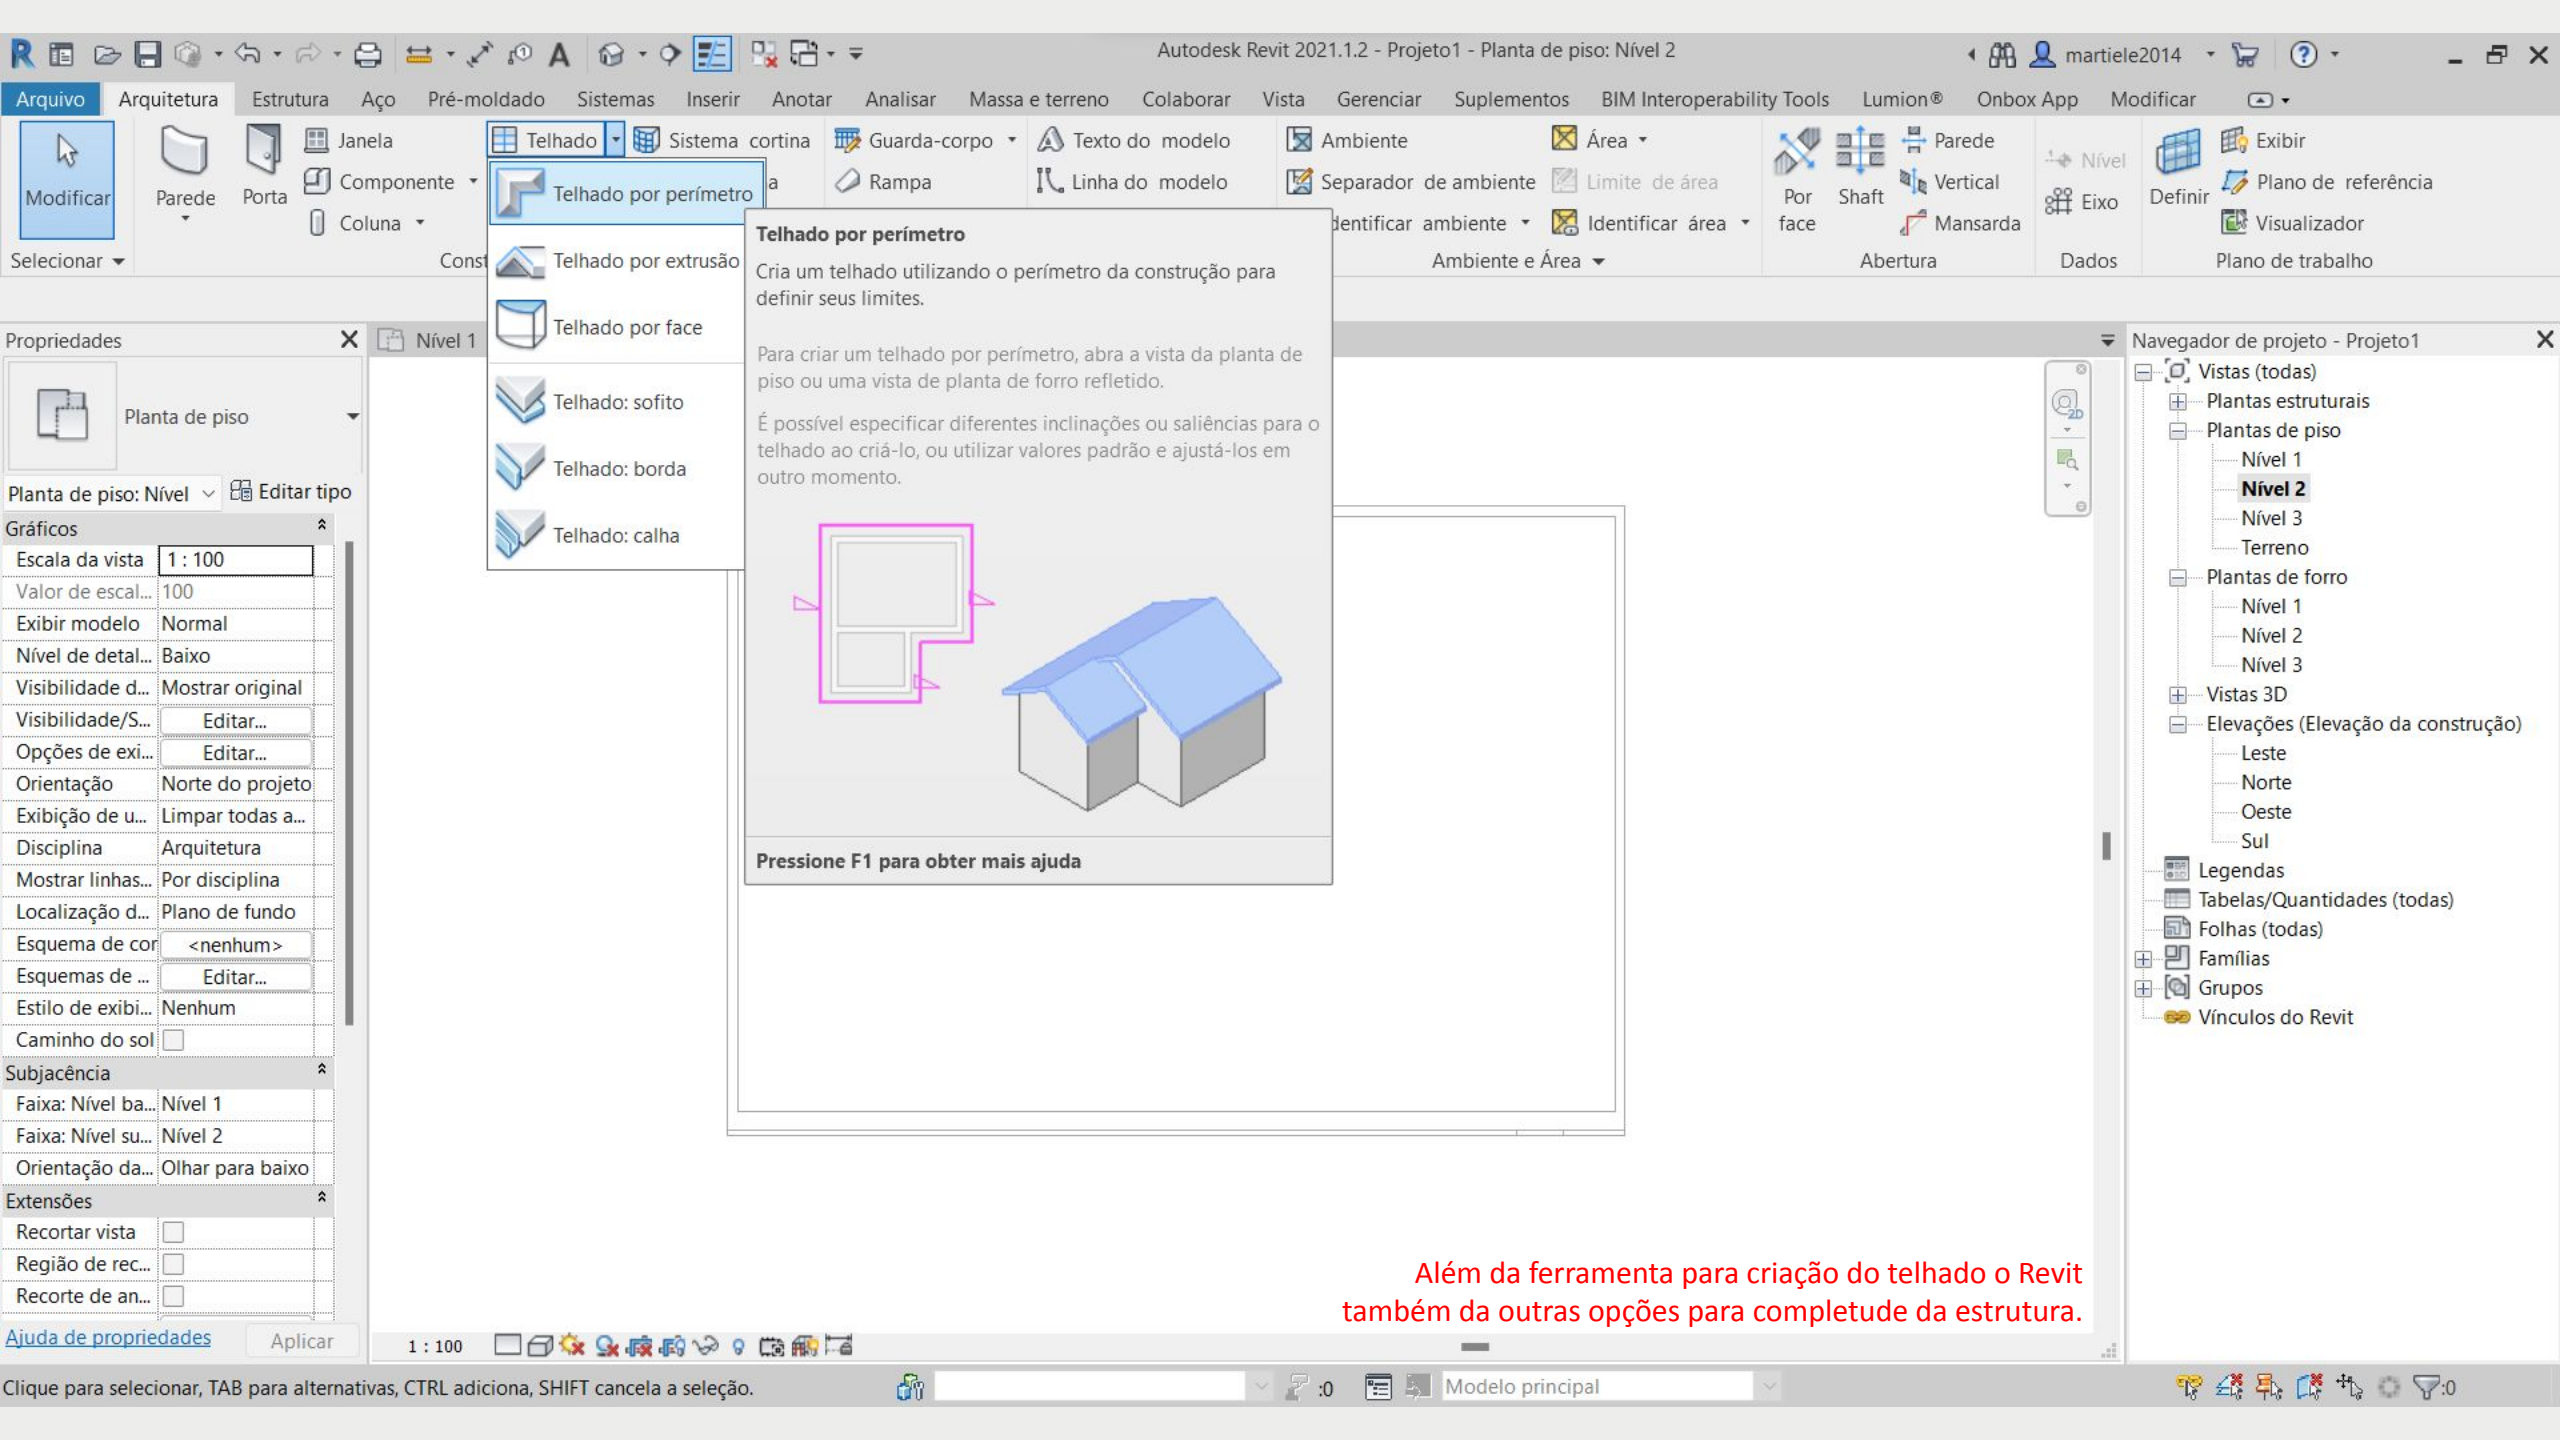 Autodesk Revit 2021.1.2 - Projeto1 - Planta de piso: Nível 2
martiele2014
Arquivo Arquitetura Estrutura Aço Pré-moldado Sistemas Inserir Anotar Analisar Massa e terreno Colaborar Vista Gerenciar Suplementos BIM Interoperability Tools Lumion® Onbox App Modificar
Modificar
Selecionar
Parede
Porta
Janela
Componente
Coluna
Const
Telhado
Sistema cortina
a
Guarda-corpo
Rampa
Texto do modelo
Linha do modelo
Ambiente
Separador de ambiente
dentificar ambiente
Área
Limite de área
Identificar área
Ambiente e Área
Por face
Shaft
Parede
Vertical
Mansarda
Abertura
Nível
Eixo
Dados
Definir
Exibir
Plano de referência
Visualizador
Plano de trabalho
Telhado por perímetro
Telhado por extrusão
Telhado por face
Telhado: sofito
Telhado: borda
Telhado: calha
Telhado por perímetro
Cria um telhado utilizando o perímetro da construção para
definir seus limites.
Para criar um telhado por perímetro, abra a vista da planta de
piso ou uma vista de planta de forro refletido.
É possível especificar diferentes inclinações ou saliências para o
telhado ao criá-lo, ou utilizar valores padrão e ajustá-los em
outro momento.
Pressione F1 para obter mais ajuda
Propriedades
Nível 1
Planta de piso
Planta de piso: Nível
Editar tipo
Gráficos
Escala da vista 1 : 100
Valor de escal... 100
Exibir modelo Normal
Nível de detal... Baixo
Visibilidade d... Mostrar original
Visibilidade/S... Editar...
Opções de exi... Editar...
Orientação Norte do projeto
Exibição de u... Limpar todas a...
Disciplina Arquitetura
Mostrar linhas... Por disciplina
Localização d... Plano de fundo
Esquema de cor <nenhum>
Esquemas de ... Editar...
Estilo de exibi... Nenhum
Caminho do sol
Subjacência
Faixa: Nível ba... Nível 1
Faixa: Nível su... Nível 2
Orientação da... Olhar para baixo
Extensões
Recortar vista
Região de rec...
Recorte de an...
Ajuda de propriedades Aplicar
2D
Navegador de projeto - Projeto1
Vistas (todas)
Plantas estruturais
Plantas de piso
Nível 1
Nível 2
Nível 3
Terreno
Plantas de forro
Nível 1
Nível 2
Nível 3
Vistas 3D
Elevações (Elevação da construção)
Leste
Norte
Oeste
Sul
Legendas
Tabelas/Quantidades (todas)
Folhas (todas)
Famílias
Grupos
Vínculos do Revit
Além da ferramenta para criação do telhado o Revit
também da outras opções para completude da estrutura.
1 : 100
Clique para selecionar, TAB para alternativas, CTRL adiciona, SHIFT cancela a seleção.
:0
Modelo principal
:0